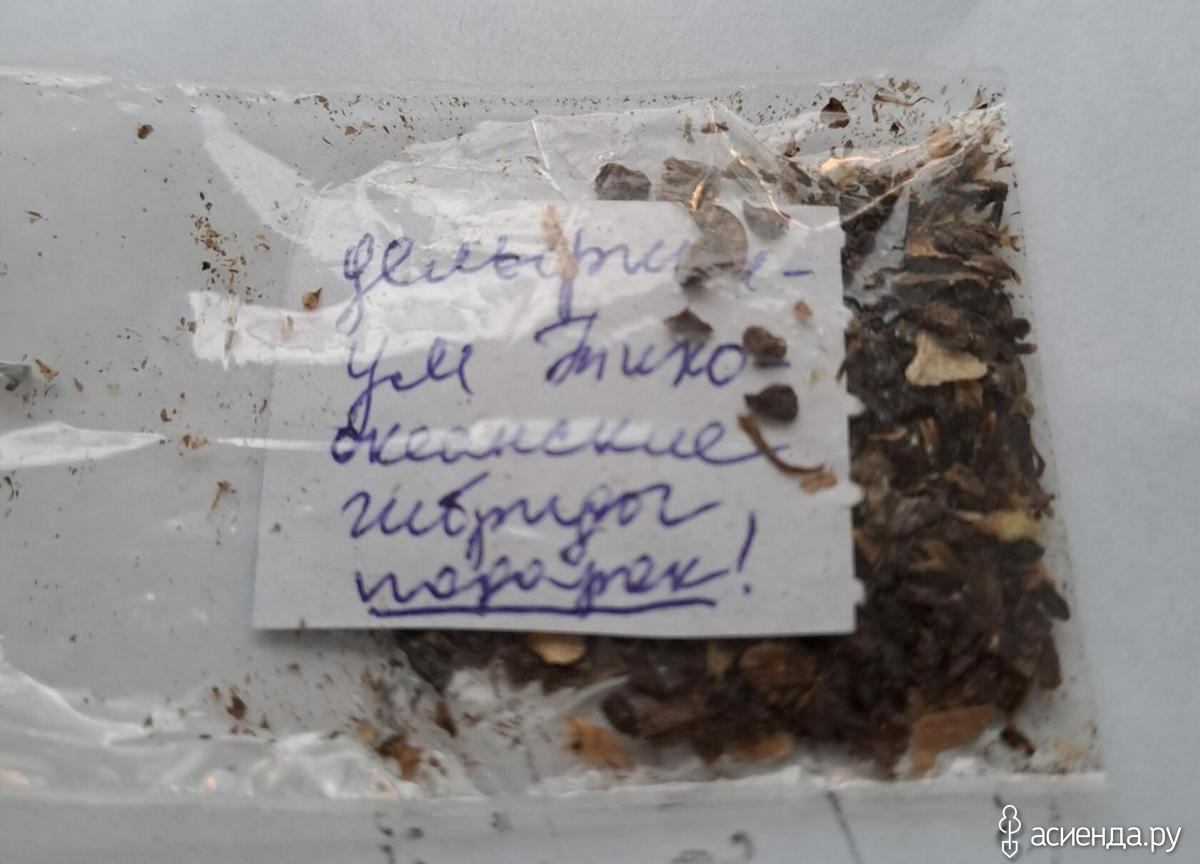 дельфини-
ум Тихо-
океанские
гибриды
подарок!
асиенда.ру